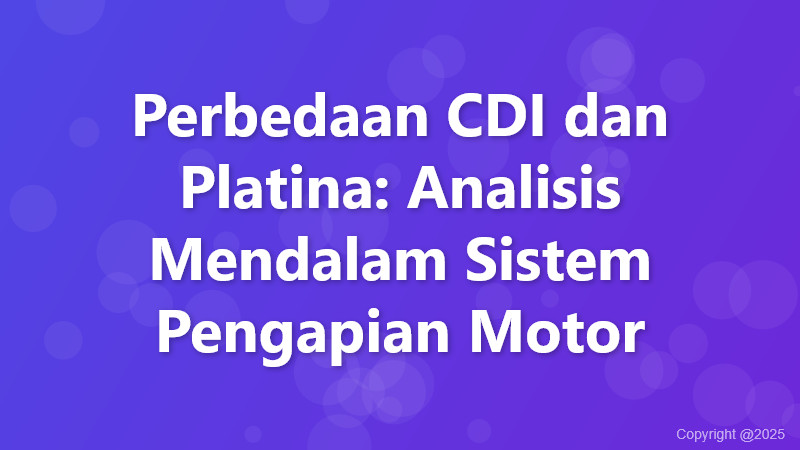 Perbedaan CDI dan
Platina: Analisis
Mendalam Sistem
Pengapian Motor
Copyright @2025